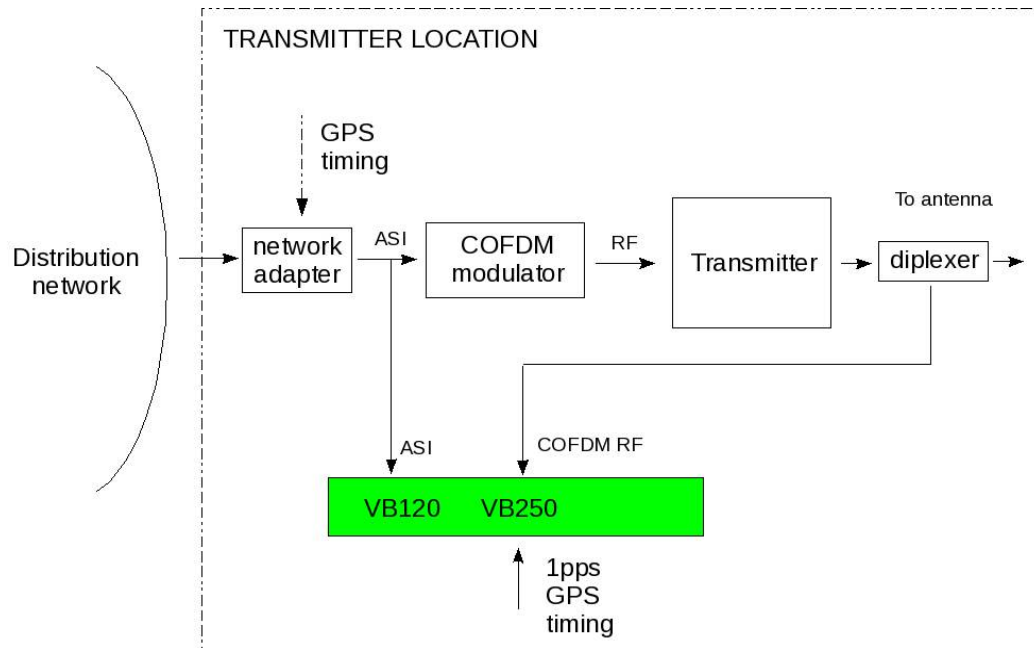 TRANSMITTER LOCATION
GPS
timing
To antenna
Distribution
network
network
adapter
ASI
COFDM
modulator
RF
Transmitter
diplexer
ASI
COFDM RF
VB120 VB250
1pps
GPS
timing